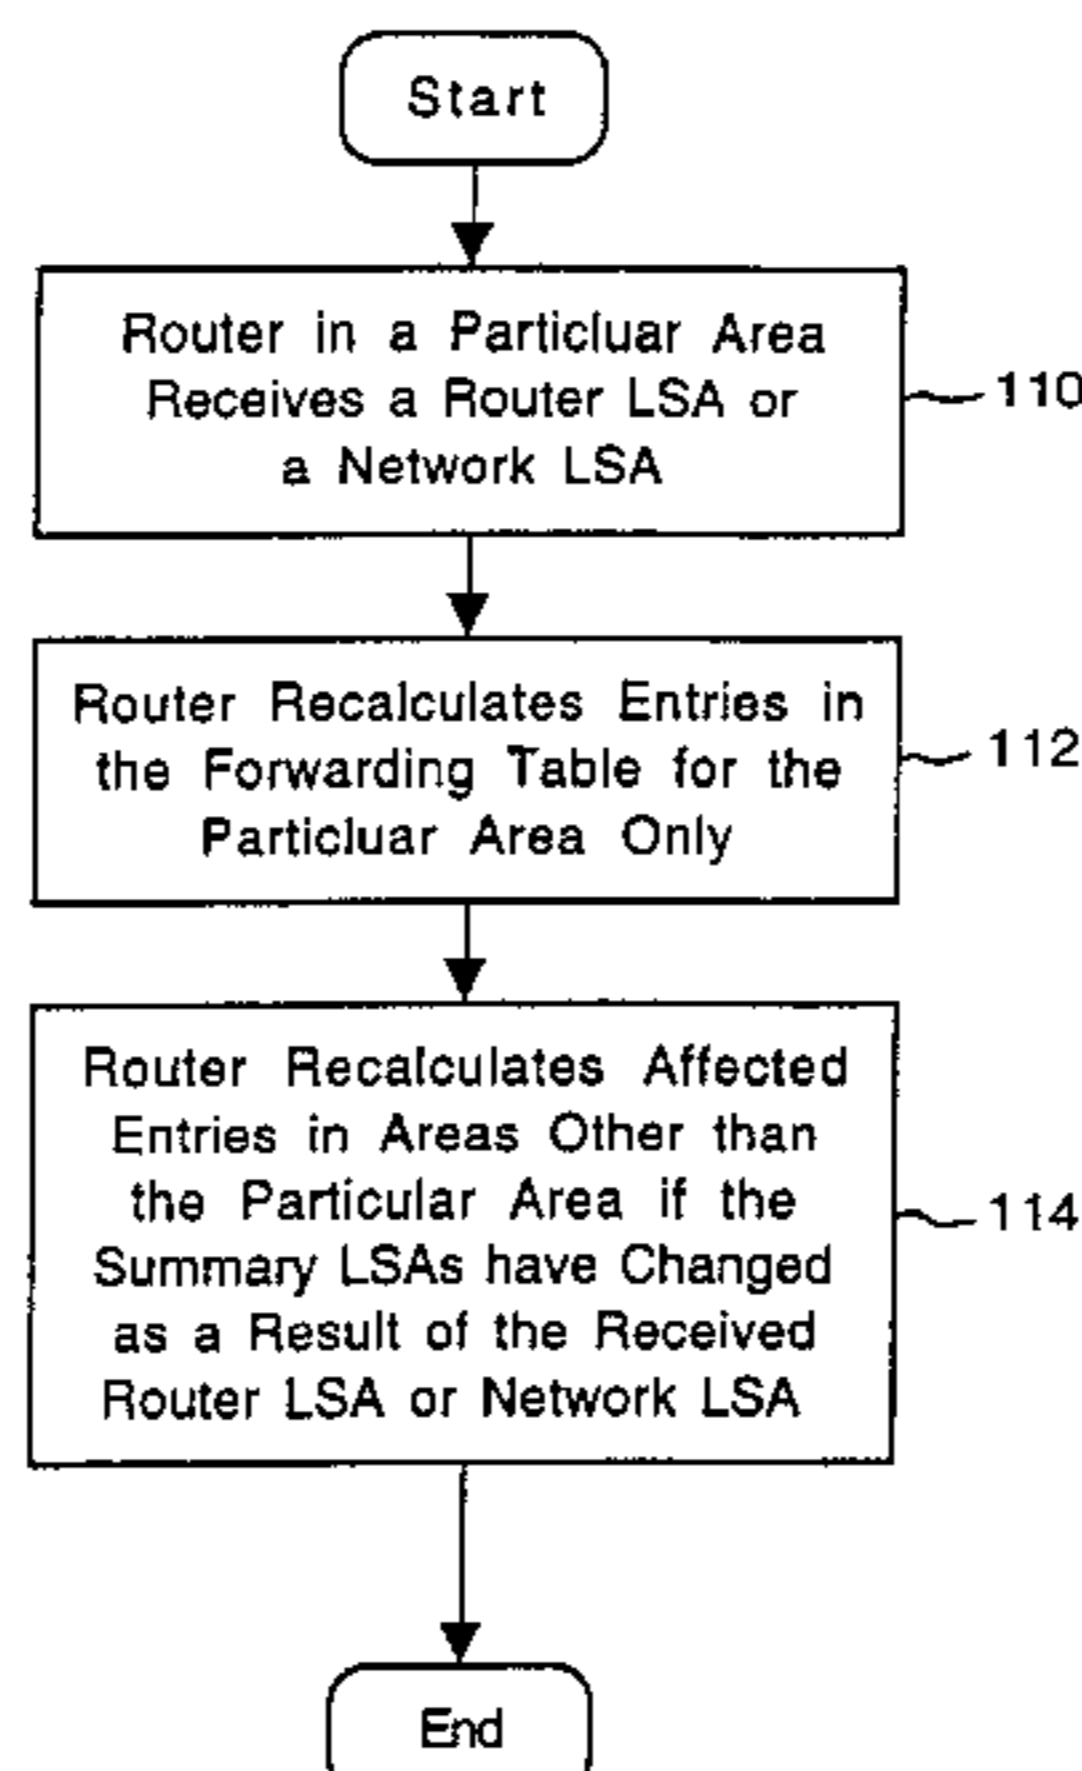 Start
Router in a Particluar Area
Receives a Router LSA or
a Network LSA
110
Router Recalculates Entries in
the Forwarding Table for the
Particluar Area Only
112
Router Recalculates Affected
Entries in Areas Other than
the Particular Area if the
Summary LSAs have Changed
as a Result of the Received
Router LSA or Network LSA
114
End